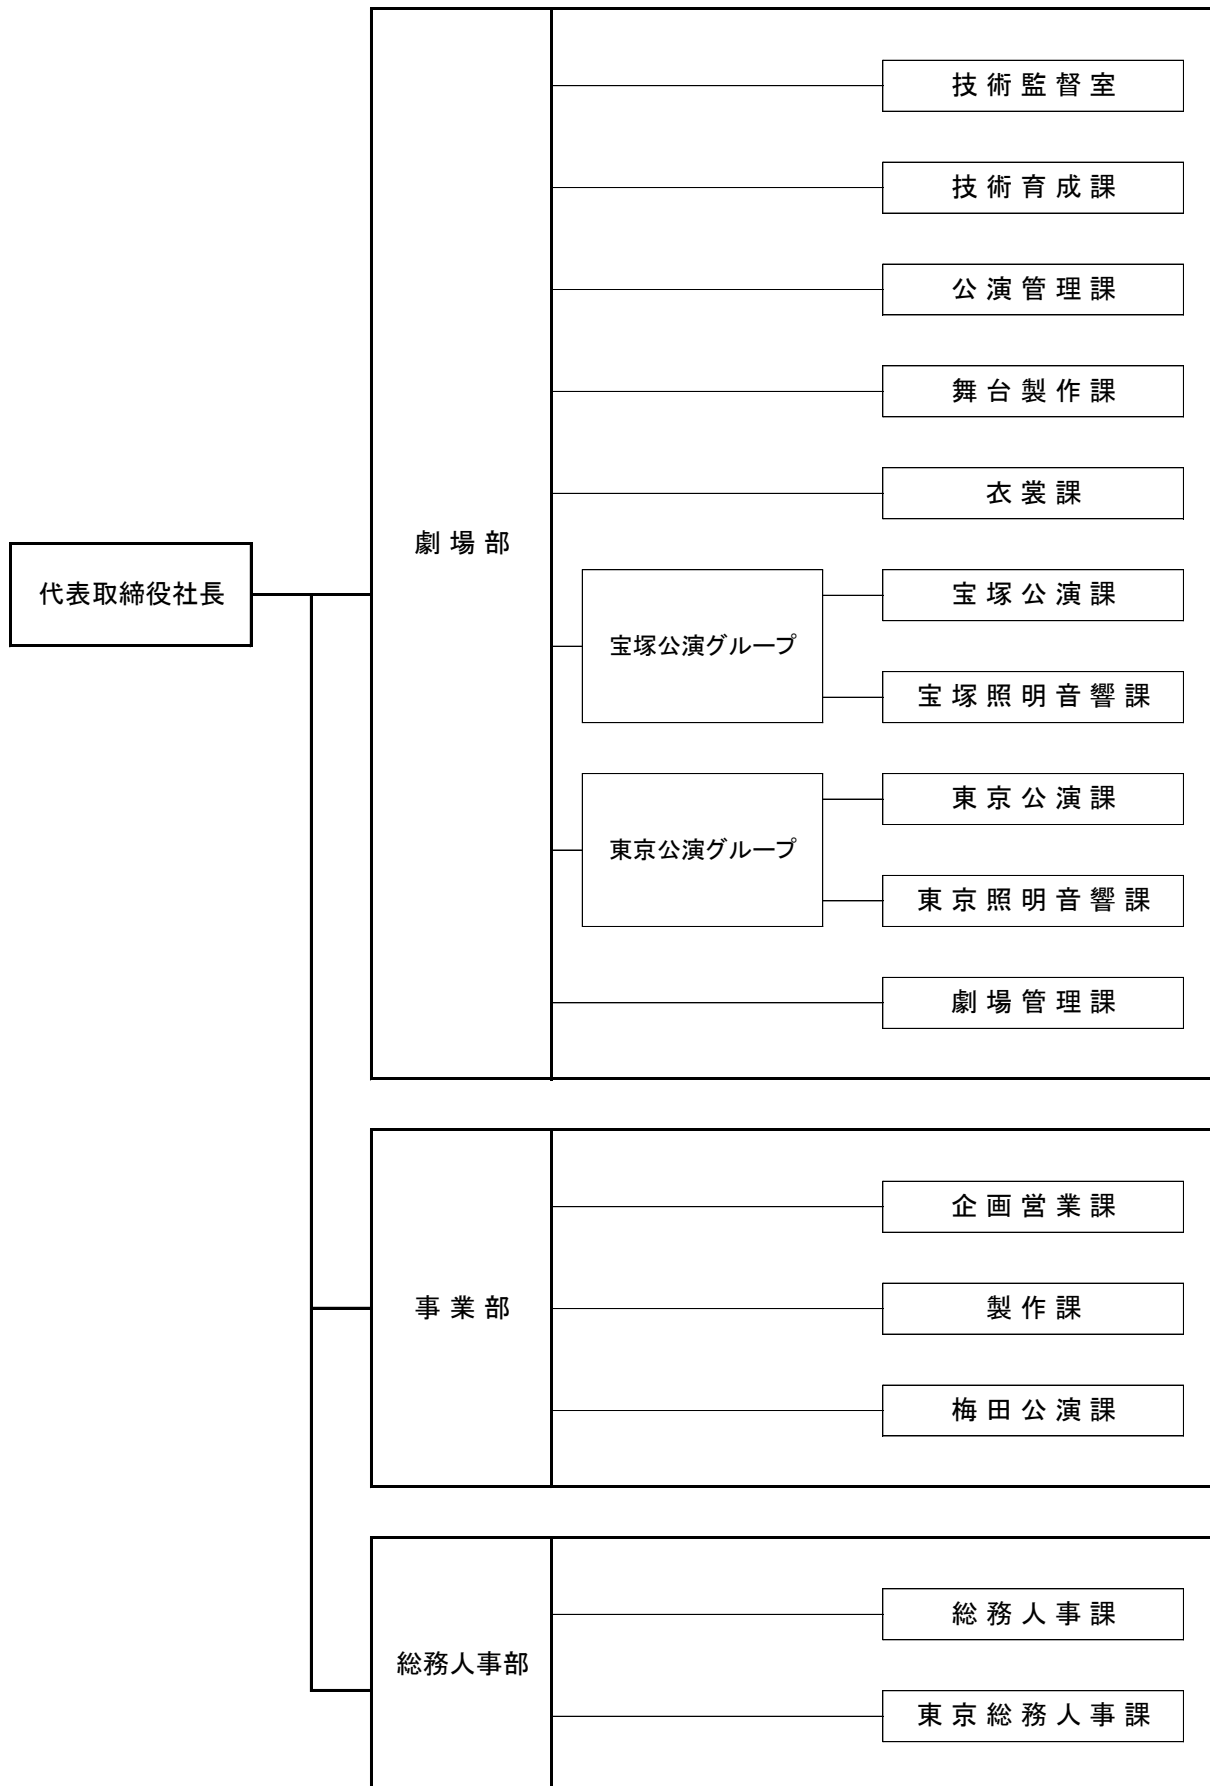 代表取締役社長
劇場部
技術監督室
技術育成課
公演管理課
舞台製作課
衣裳課
宝塚公演グループ
宝塚公演課
宝塚照明音響課
東京公演グループ
東京公演課
東京照明音響課
劇場管理課
事業部
企画営業課
製作課
梅田公演課
総務人事部
総務人事課
東京総務人事課